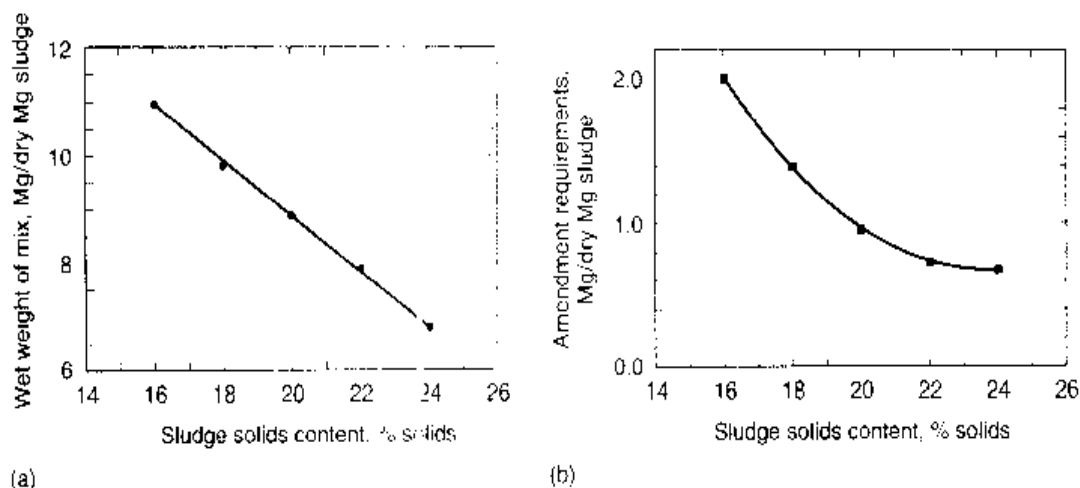 12
10
8
6
14 16 18 20 22 24 26
Wet weight of mix, Mg/dry Mg sludge
Sludge solids content, % solids
(a)
(b)
2.0
1.0
0.0
14 16 18 20 22 24 26
Amendment requirements,
Mg/dry Mg sludge
Sludge solids content, % solids